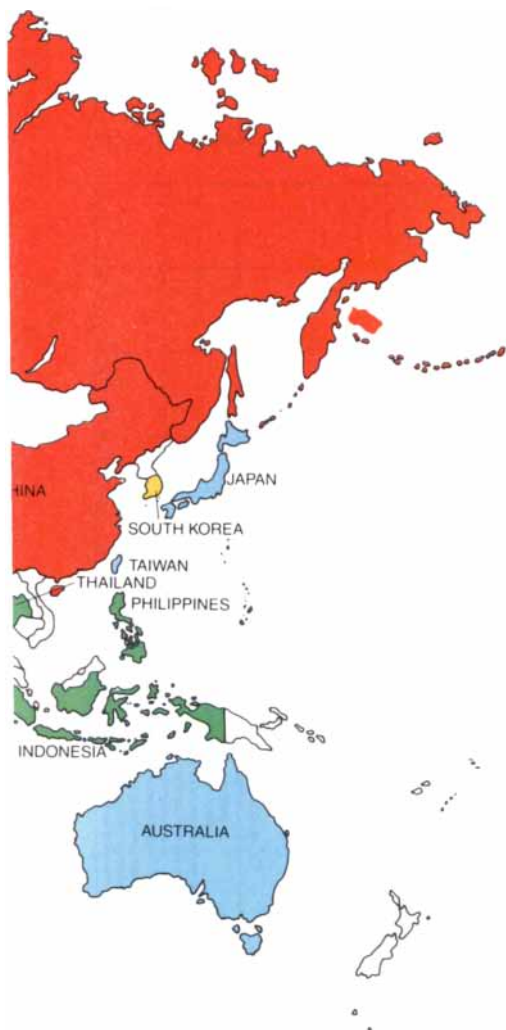 HINA
JAPAN
SOUTH KOREA
TAIWAN
THAILAND
PHILIPPINES
INDONESIA
AUSTRALIA